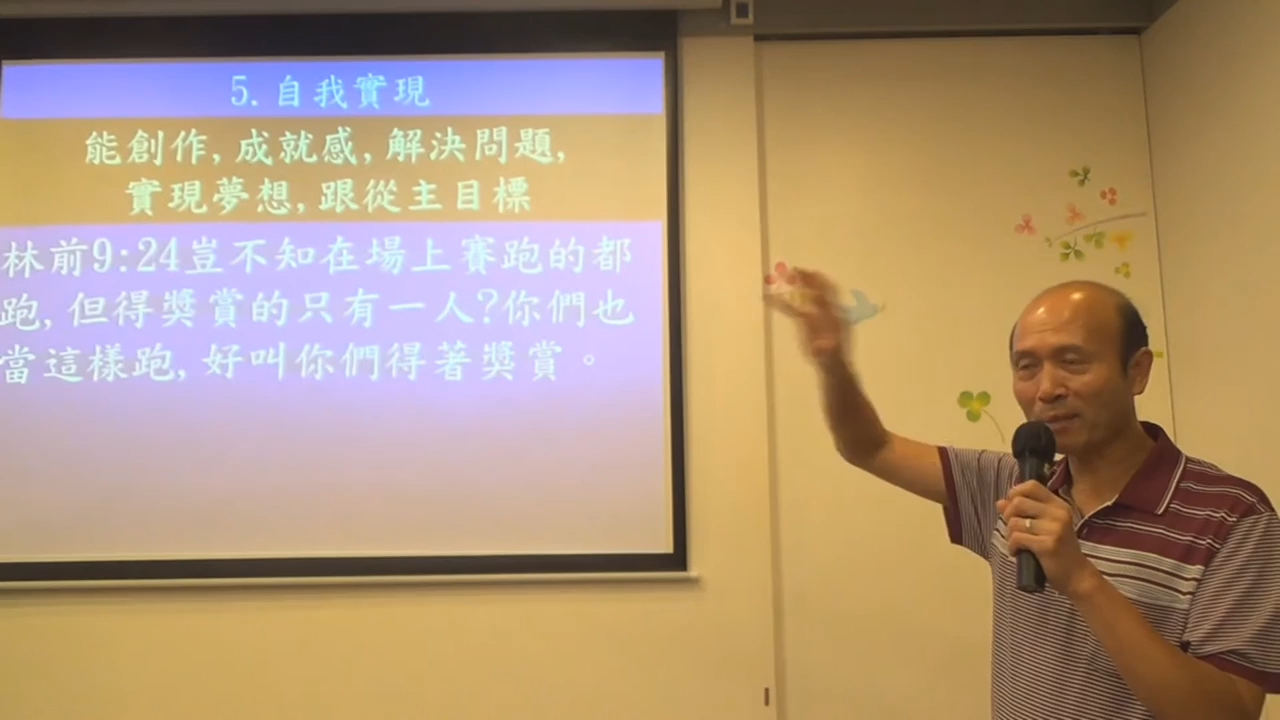 5. 自我實現
能創作, 成就感, 解決問題,
實現夢想, 跟從主目標
林前9:24豈不知在場上賽跑的都
跑, 但得獎賞的只有一人?你們也
當這樣跑, 好叫你們得著獎賞。